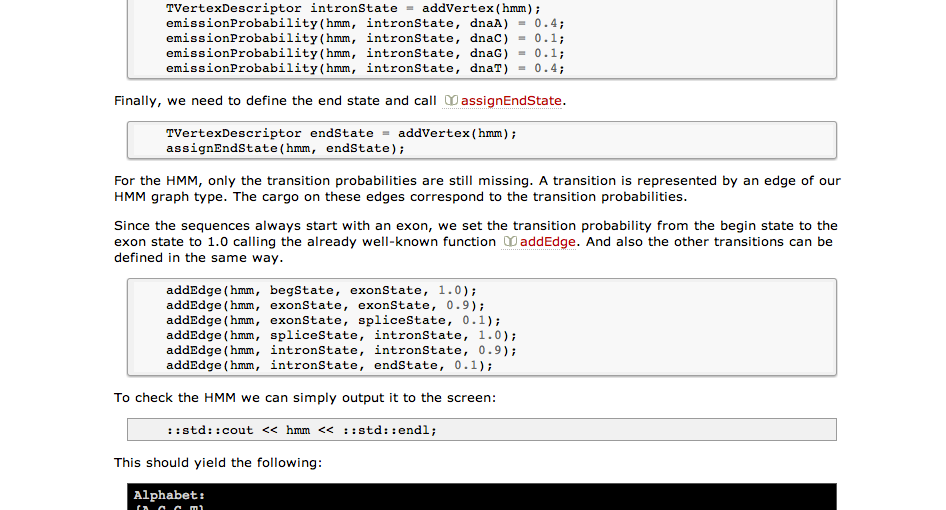 TVertexDescriptor intronState = addVertex(hmm);
emissionProbability(hmm, intronState, dnaA) = 0.4;
emissionProbability(hmm, intronState, dnaC) = 0.1;
emissionProbability(hmm, intronState, dnaG) = 0.1;
emissionProbability(hmm, intronState, dnaT) = 0.4;
Finally, we need to define the end state and call assignEndState.
TVertexDescriptor endState = addVertex(hmm);
assignEndState(hmm, endState);
For the HMM, only the transition probabilities are still missing. A transition is represented by an edge of our
HMM graph type. The cargo on these edges correspond to the transition probabilities.
Since the sequences always start with an exon, we set the transition probability from the begin state to the
exon state to 1.0 calling the already well-known function addEdge. And also the other transitions can be
defined in the same way.
addEdge(hmm, begState, exonState, 1.0);
addEdge(hmm, exonState, exonState, 0.9);
addEdge(hmm, exonState, spliceState, 0.1);
addEdge(hmm, spliceState, intronState, 1.0);
addEdge(hmm, intronState, intronState, 0.9);
addEdge(hmm, intronState, endState, 0.1);
To check the HMM we can simply output it to the screen:
::std::cout << hmm << ::std::endl;
This should yield the following:
Alphabet: